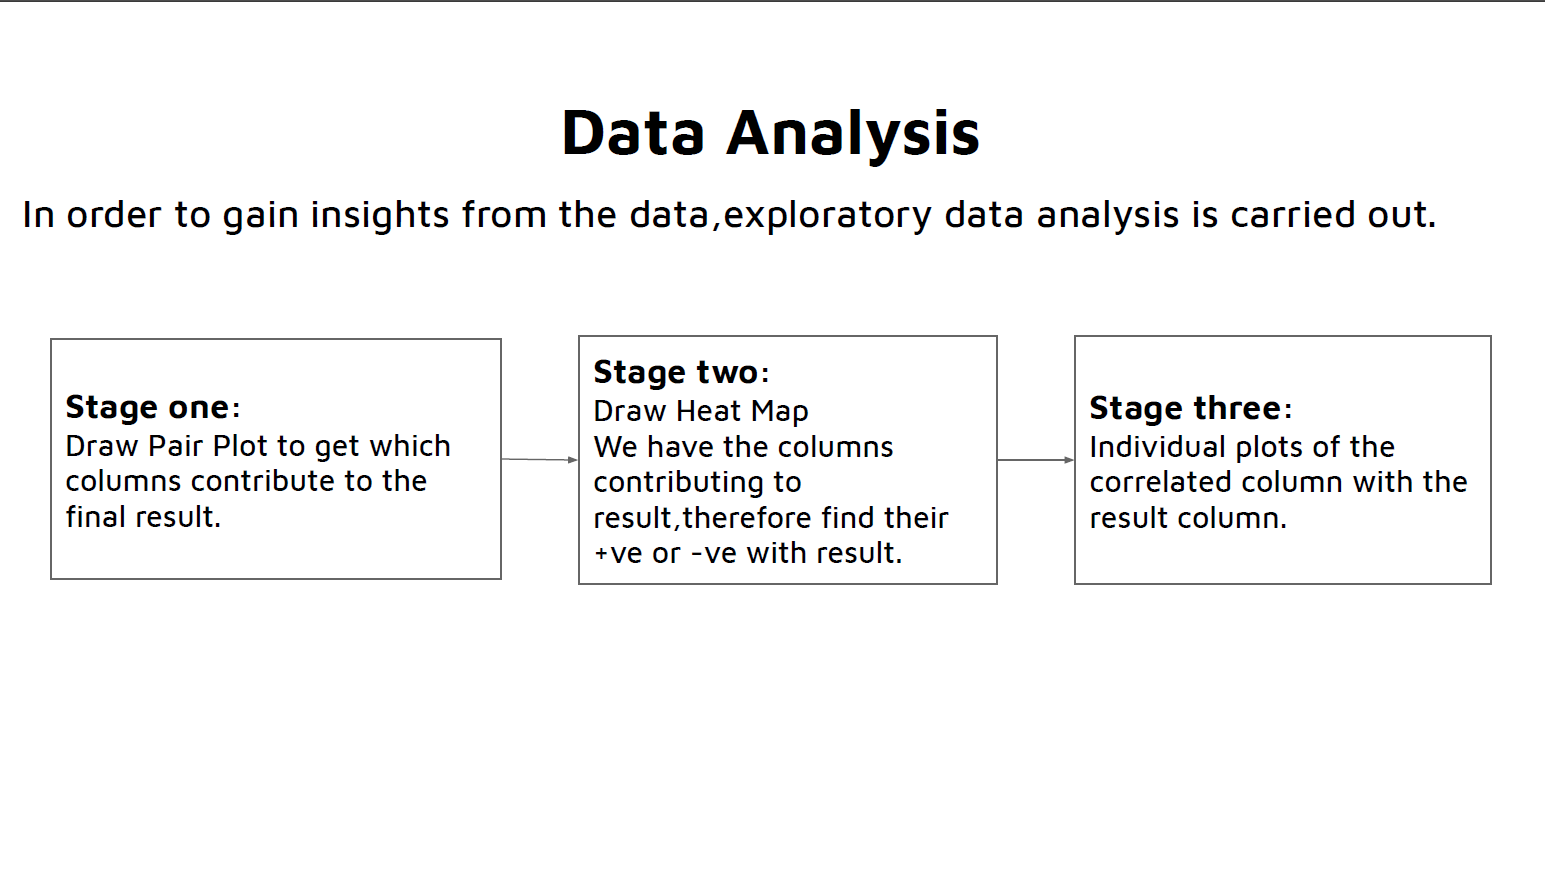 Data Analysis
In order to gain insights from the data,exploratory data analysis is carried out.
Stage one:
Draw Pair Plot to get which
columns contribute to the
final result.
Stage two:
Draw Heat Map
We have the columns
contributing to
result,therefore find their
+ve or -ve with result.
Stage three:
Individual plots of the
correlated column with the
result column.